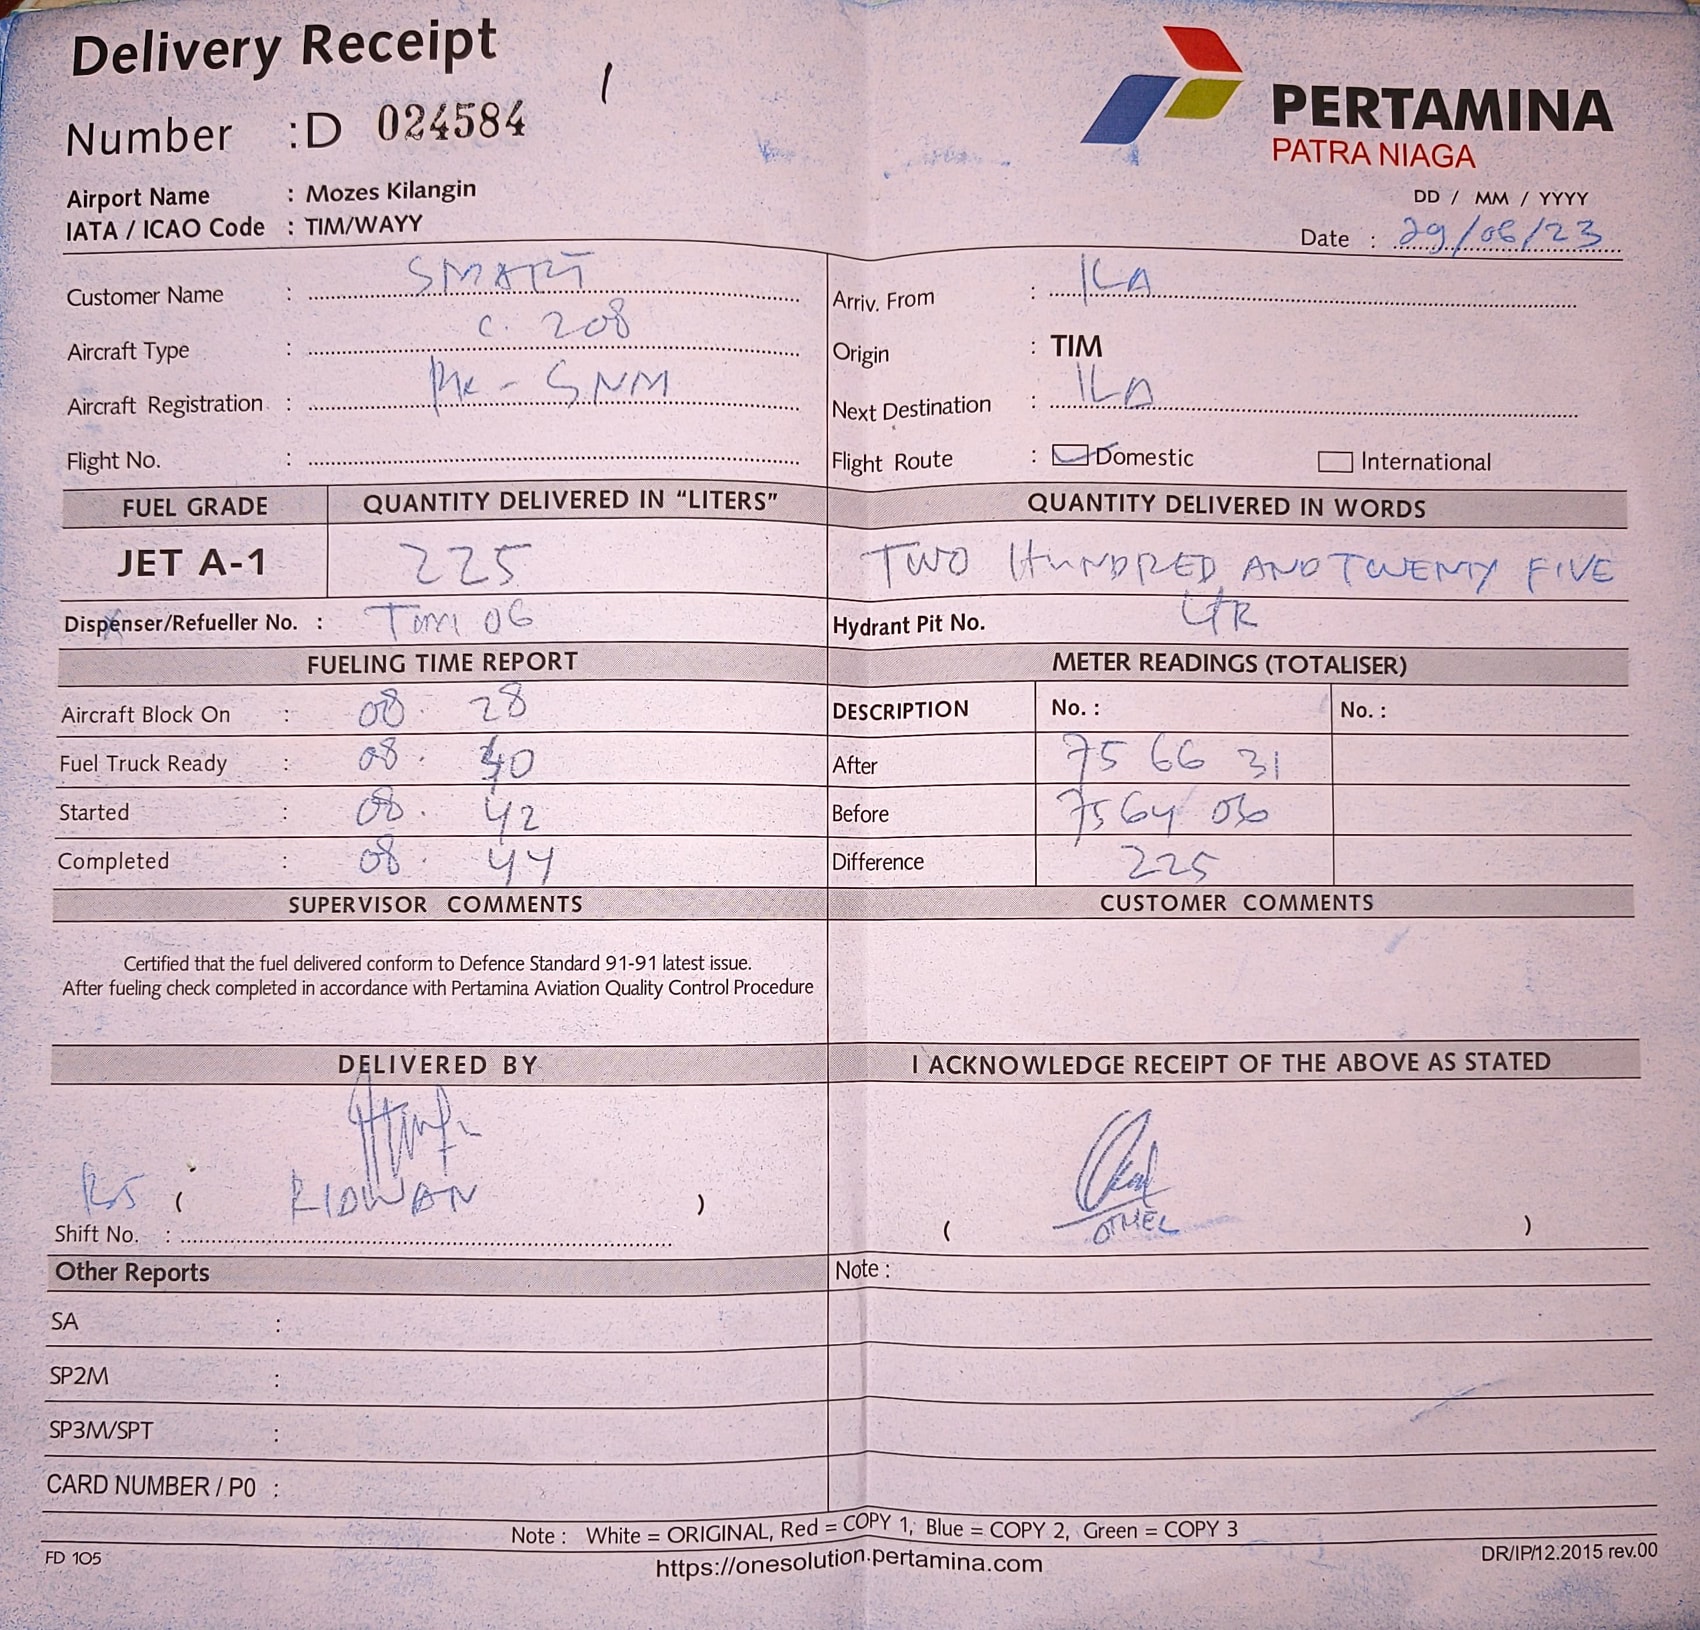 Delivery Receipt
Number : D 024584
PERTAMINA
PATRA NIAGA
Airport Name : Mozes Kilangin
IATA / ICAO Code : TIM/WAYY
DD / MM / YYYY
Date : 29/06/23
Customer Name : SMART
Arriv. From : ILA
Aircraft Type : C. 208
Origin : TIM
Aircraft Registration : PK - SNM
Next Destination : ILA
Flight No. :
Flight Route : Domestic International
FUEL GRADE QUANTITY DELIVERED IN "LITERS" QUANTITY DELIVERED IN WORDS
JET A-1 225 TWO HUNDRED AND TWENTY FIVE
LTR
Dispenser/Refueller No. : TIM 06 Hydrant Pit No.
FUELING TIME REPORT METER READINGS (TOTALISER)
Aircraft Block On : 08. 28 DESCRIPTION No. : No. :
Fuel Truck Ready : 08. 40 After 75 66 31
Started : 08. 42 Before 7564 06
Completed : 08. 44 Difference 225
SUPERVISOR COMMENTS CUSTOMER COMMENTS
Certified that the fuel delivered conform to Defence Standard 91-91 latest issue.
After fueling check completed in accordance with Pertamina Aviation Quality Control Procedure
DELIVERED BY I ACKNOWLEDGE RECEIPT OF THE ABOVE AS STATED
( RIDWAN )
Shift No. :
( OTNIEL )
Other Reports Note :
SA :
SP2M :
SP3M/SPT :
CARD NUMBER / P0 :
Note : White = ORIGINAL, Red = COPY 1, Blue = COPY 2, Green = COPY 3
FD 105 https://onesolution.pertamina.com DR/IP/12.2015 rev.00